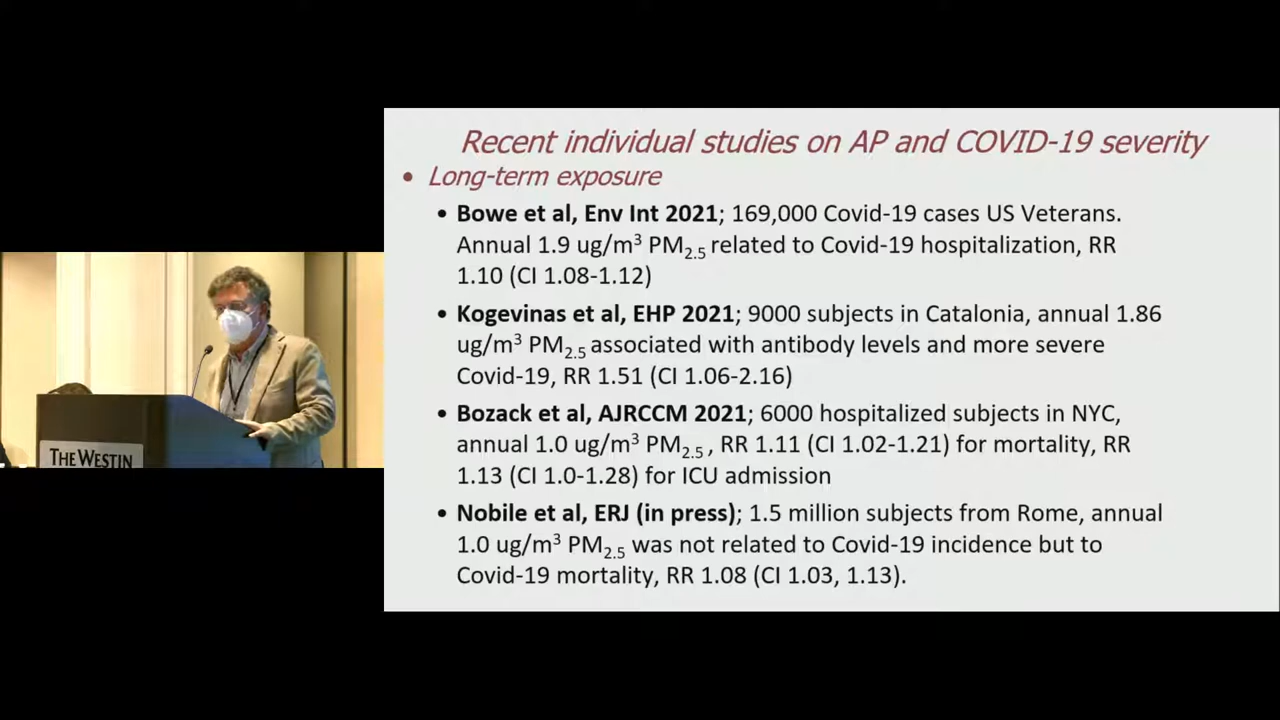 Recent individual studies on AP and COVID-19 severity
• Long-term exposure
• Bowe et al, Env Int 2021; 169,000 Covid-19 cases US Veterans.
Annual 1.9 ug/m³ PM₂.₅ related to Covid-19 hospitalization, RR
1.10 (CI 1.08-1.12)
• Kogevinas et al, EHP 2021; 9000 subjects in Catalonia, annual 1.86
ug/m³ PM₂.₅ associated with antibody levels and more severe
Covid-19, RR 1.51 (CI 1.06-2.16)
• Bozack et al, AJRCCM 2021; 6000 hospitalized subjects in NYC,
annual 1.0 ug/m³ PM₂.₅ , RR 1.11 (CI 1.02-1.21) for mortality, RR
1.13 (CI 1.0-1.28) for ICU admission
• Nobile et al, ERJ (in press); 1.5 million subjects from Rome, annual
1.0 ug/m³ PM₂.₅ was not related to Covid-19 incidence but to
Covid-19 mortality, RR 1.08 (CI 1.03, 1.13).
THE WESTIN